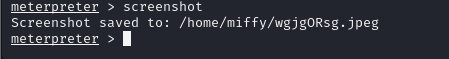 meterpreter > screenshot
Screenshot saved to: /home/miffy/wgjgORsg.jpeg
meterpreter >